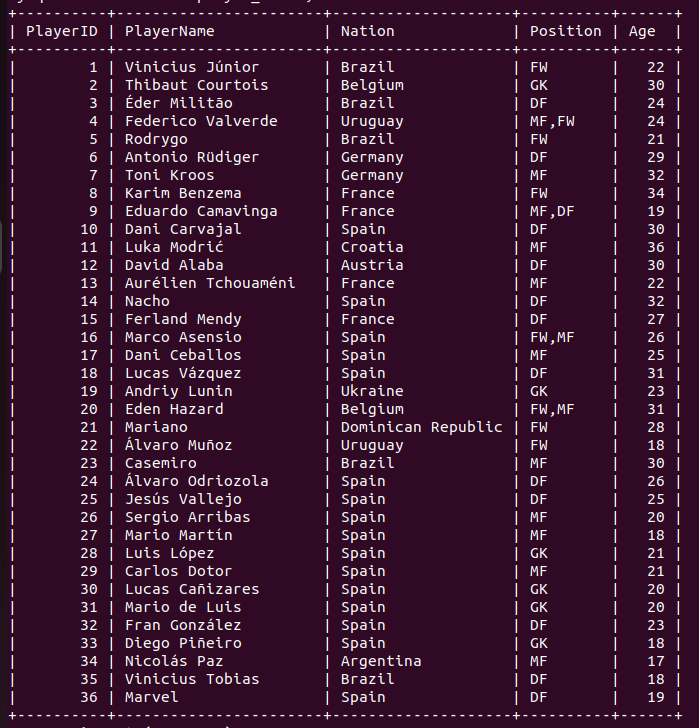 +----------+-----------------------+--------------------+----------+------+
| PlayerID | PlayerName            | Nation             | Position | Age  |
+----------+-----------------------+--------------------+----------+------+
|        1 | Vinicius Júnior       | Brazil             | FW       |   22 |
|        2 | Thibaut Courtois      | Belgium            | GK       |   30 |
|        3 | Éder Militão          | Brazil             | DF       |   24 |
|        4 | Federico Valverde     | Uruguay            | MF,FW    |   24 |
|        5 | Rodrygo               | Brazil             | FW       |   21 |
|        6 | Antonio Rüdiger       | Germany            | DF       |   29 |
|        7 | Toni Kroos            | Germany            | MF       |   32 |
|        8 | Karim Benzema         | France             | FW       |   34 |
|        9 | Eduardo Camavinga     | France             | MF,DF    |   19 |
|       10 | Dani Carvajal         | Spain              | DF       |   30 |
|       11 | Luka Modrić           | Croatia            | MF       |   36 |
|       12 | David Alaba           | Austria            | DF       |   30 |
|       13 | Aurélien Tchouaméni   | France             | MF       |   22 |
|       14 | Nacho                 | Spain              | DF       |   32 |
|       15 | Ferland Mendy         | France             | DF       |   27 |
|       16 | Marco Asensio         | Spain              | FW,MF    |   26 |
|       17 | Dani Ceballos         | Spain              | MF       |   25 |
|       18 | Lucas Vázquez         | Spain              | DF       |   31 |
|       19 | Andriy Lunin          | Ukraine            | GK       |   23 |
|       20 | Eden Hazard           | Belgium            | FW,MF    |   31 |
|       21 | Mariano               | Dominican Republic | FW       |   28 |
|       22 | Álvaro Muñoz          | Uruguay            | FW       |   18 |
|       23 | Casemiro              | Brazil             | MF       |   30 |
|       24 | Álvaro Odriozola      | Spain              | DF       |   26 |
|       25 | Jesús Vallejo         | Spain              | DF       |   25 |
|       26 | Sergio Arribas        | Spain              | MF       |   20 |
|       27 | Mario Martín          | Spain              | MF       |   18 |
|       28 | Luis López            | Spain              | GK       |   21 |
|       29 | Carlos Dotor          | Spain              | MF       |   21 |
|       30 | Lucas Cañizares       | Spain              | GK       |   20 |
|       31 | Mario de Luis         | Spain              | GK       |   20 |
|       32 | Fran González         | Spain              | DF       |   23 |
|       33 | Diego Piñeiro         | Spain              | GK       |   18 |
|       34 | Nicolás Paz           | Argentina          | MF       |   17 |
|       35 | Vinicius Tobias       | Brazil             | DF       |   18 |
|       36 | Marvel                | Spain              | DF       |   19 |
+----------+-----------------------+--------------------+----------+------+